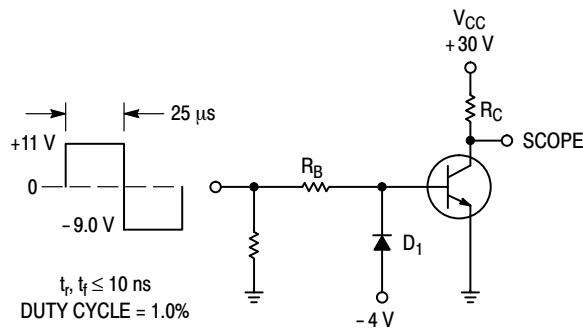 V_CC
+30 V
25 μs
R_C
+11 V
SCOPE
R_B
0
−9.0 V
D_1
t_r, t_f ≤ 10 ns
DUTY CYCLE = 1.0%
−4 V